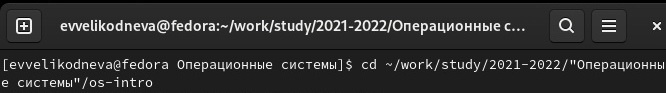 evvelikodneva@fedora:~/work/study/2021-2022/Операционные с...
[evvelikodneva@fedora Операционные системы]$ cd ~/work/study/2021-2022/"Операционны
е системы"/os-intro